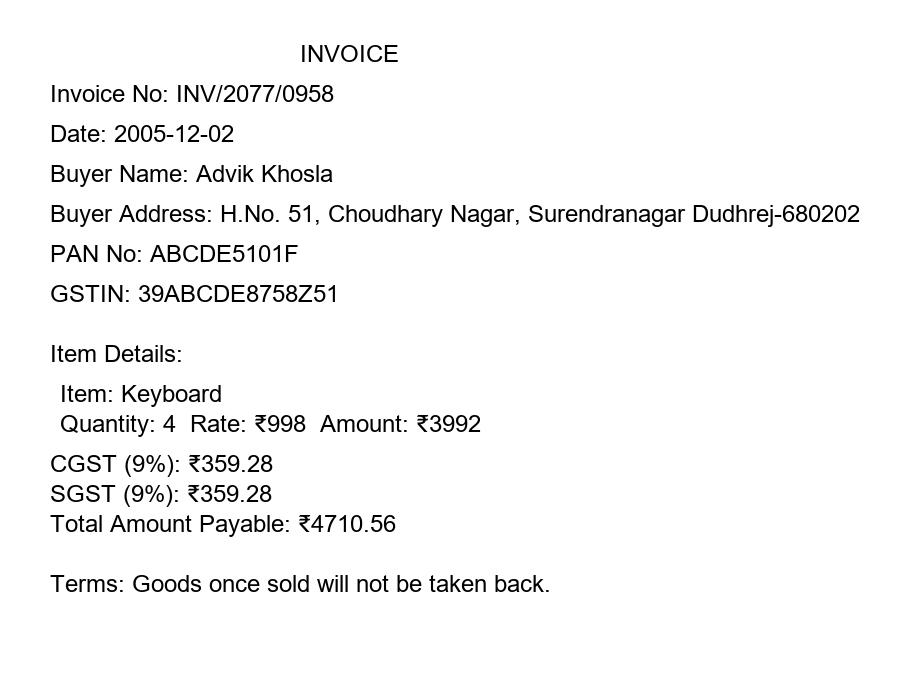 INVOICE
Invoice No: INV/2077/0958
Date: 2005-12-02
Buyer Name: Advik Khosla
Buyer Address: H.No. 51, Choudhary Nagar, Surendranagar Dudhrej-680202
PAN No: ABCDE5101F
GSTIN: 39ABCDE8758Z51
Item Details:
Item: Keyboard
Quantity: 4  Rate: ₹998  Amount: ₹3992
CGST (9%): ₹359.28
SGST (9%): ₹359.28
Total Amount Payable: ₹4710.56
Terms: Goods once sold will not be taken back.